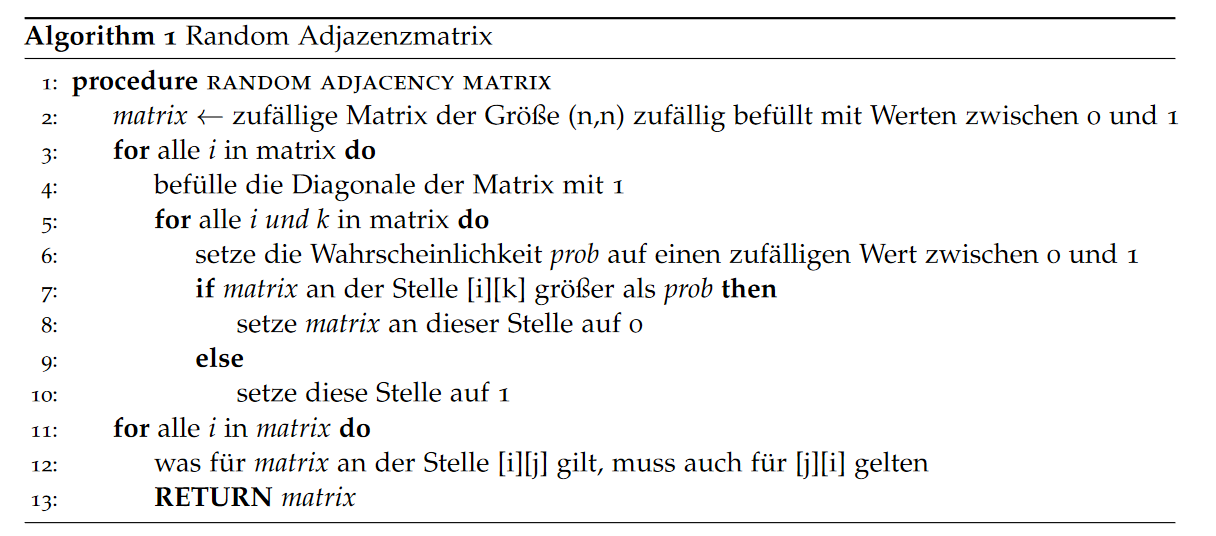 Algorithm 1 Random Adjazenzmatrix
1: procedure RANDOM ADJACENCY MATRIX
2: matrix ← zufällige Matrix der Größe (n,n) zufällig befüllt mit Werten zwischen 0 und 1
3: for alle i in matrix do
4: befülle die Diagonale der Matrix mit 1
5: for alle i und k in matrix do
6: setze die Wahrscheinlichkeit prob auf einen zufälligen Wert zwischen 0 und 1
7: if matrix an der Stelle [i][k] größer als prob then
8: setze matrix an dieser Stelle auf 0
9: else
10: setze diese Stelle auf 1
11: for alle i in matrix do
12: was für matrix an der Stelle [i][j] gilt, muss auch für [j][i] gelten
13: RETURN matrix